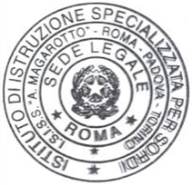 ISTITUTO DI ISTRUZIONE SPECIALIZZATA PER SORDI
I.S.I.S.S. "A. MAGAROTTO" - ROMA - PADOVA - TORINO
SEDE LEGALE
ROMA